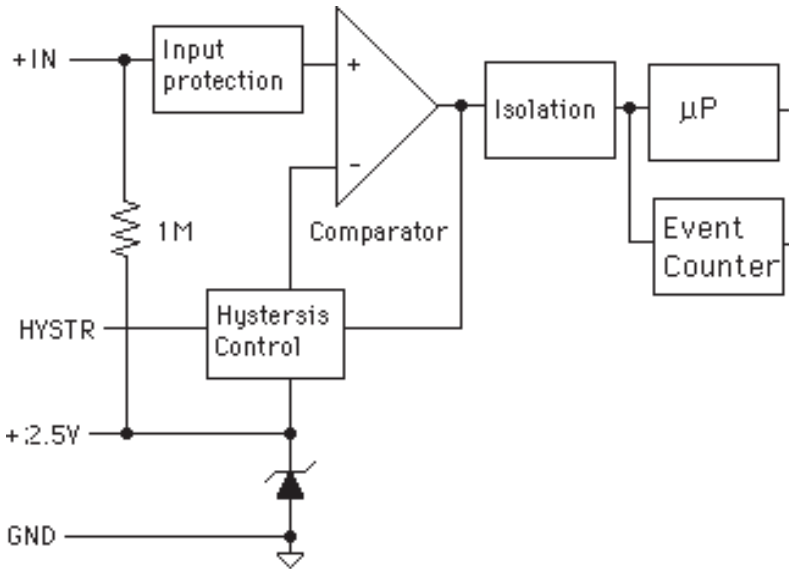 +IN
Input
protection
+
-
Isolation
µP
1M
Comparator
Event
Counter
HYSTR
Hystersis
Control
+2.5V
GND